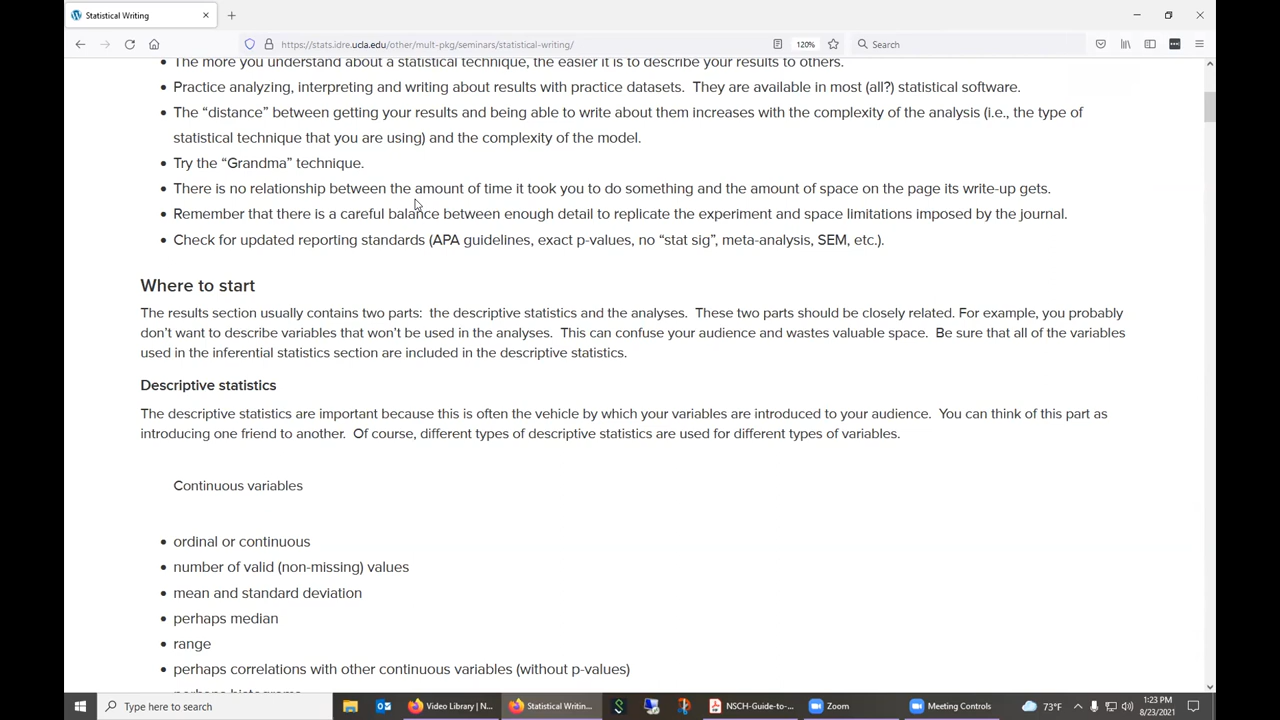 Statistical Writing
https://stats.idre.ucla.edu/other/mult-pkg/seminars/statistical-writing/
120%
Search
The more you understand about a statistical technique, the easier it is to describe your results to others.
Practice analyzing, interpreting and writing about results with practice datasets.  They are available in most (all?) statistical software.
The “distance” between getting your results and being able to write about them increases with the complexity of the analysis (i.e., the type of
statistical technique that you are using) and the complexity of the model.
Try the “Grandma” technique.
There is no relationship between the amount of time it took you to do something and the amount of space on the page its write-up gets.
Remember that there is a careful balance between enough detail to replicate the experiment and space limitations imposed by the journal.
Check for updated reporting standards (APA guidelines, exact p-values, no “stat sig”, meta-analysis, SEM, etc.).
Where to start
The results section usually contains two parts:  the descriptive statistics and the analyses.  These two parts should be closely related. For example, you probably
don’t want to describe variables that won’t be used in the analyses.  This can confuse your audience and wastes valuable space.  Be sure that all of the variables
used in the inferential statistics section are included in the descriptive statistics.
Descriptive statistics
The descriptive statistics are important because this is often the vehicle by which your variables are introduced to your audience.  You can think of this part as
introducing one friend to another.  Of course, different types of descriptive statistics are used for different types of variables.
Continuous variables
ordinal or continuous
number of valid (non-missing) values
mean and standard deviation
perhaps median
range
perhaps correlations with other continuous variables (without p-values)
perhaps histograms
Type here to search
Video Library | N...
Statistical Writin...
NSCH-Guide-to-...
Zoom
Meeting Controls
73°F
1:23 PM
8/23/2021